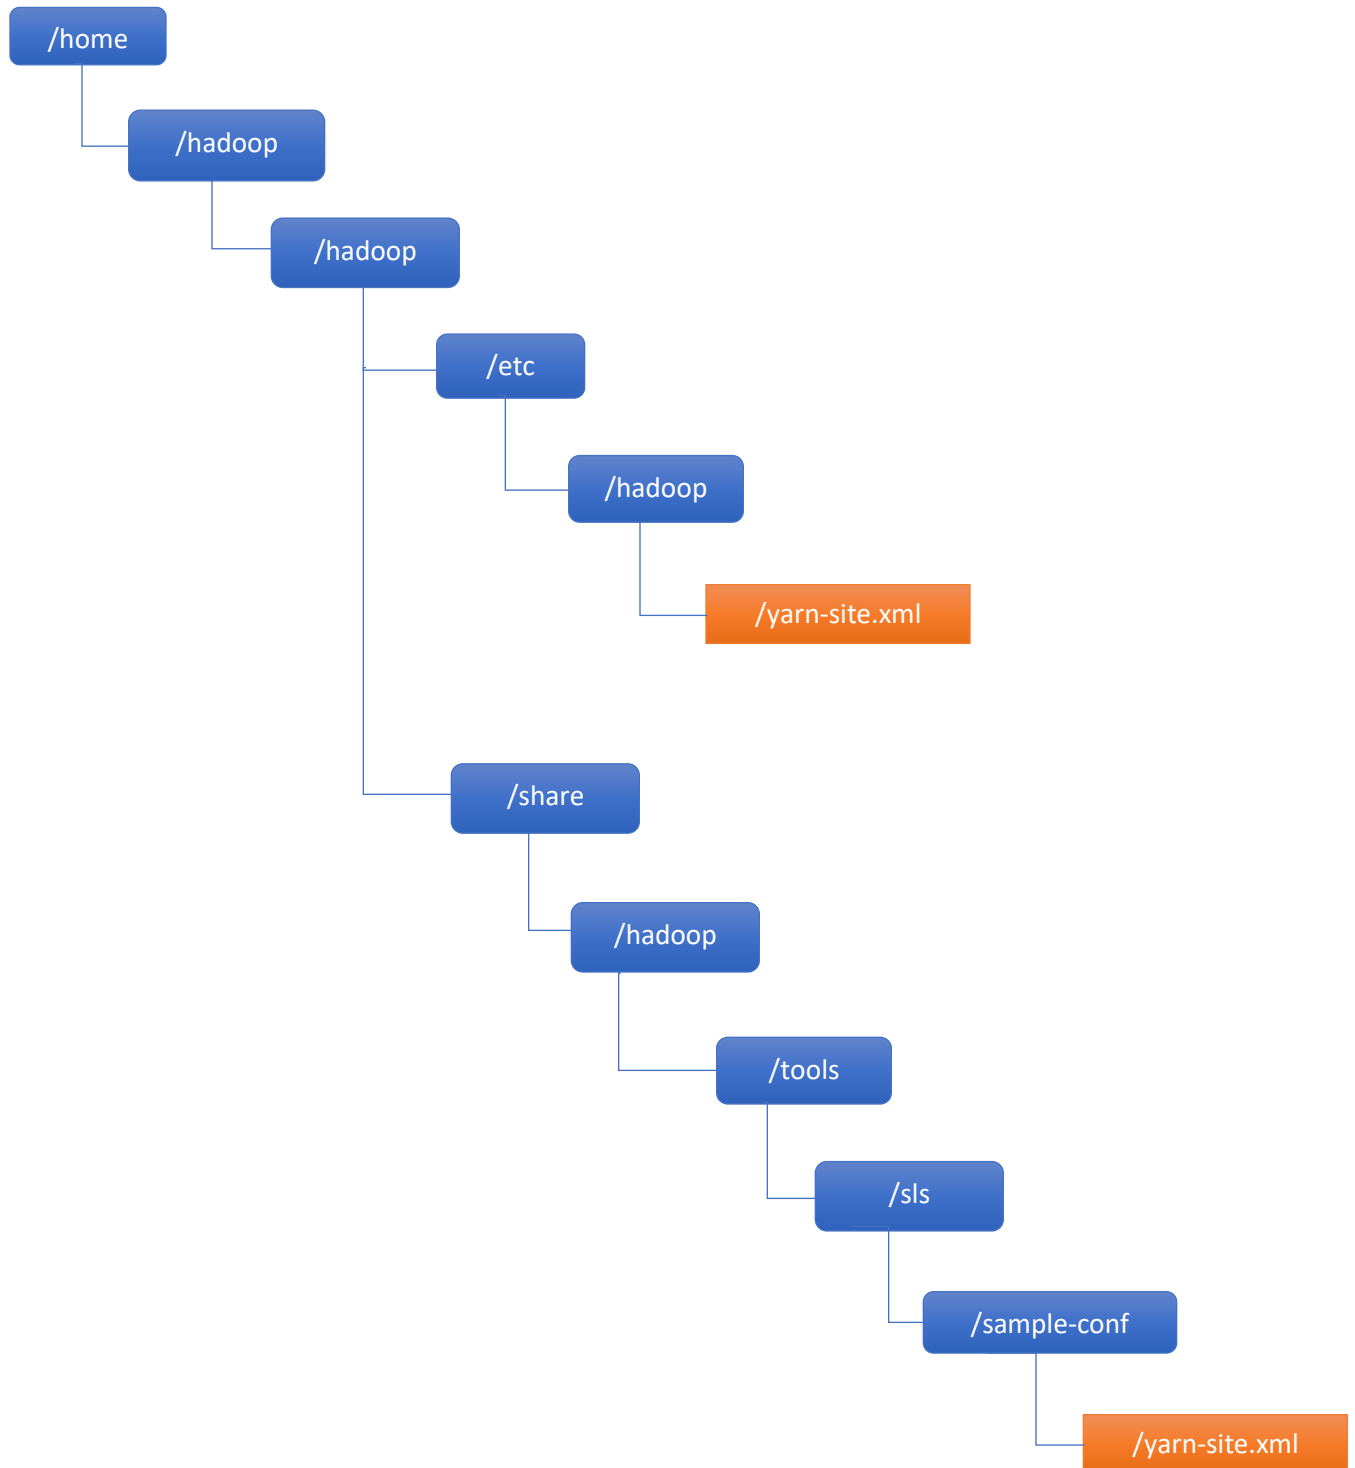 /home
/hadoop
/hadoop
/etc
/hadoop
/yarn-site.xml
/share
/hadoop
/tools
/sls
/sample-conf
/yarn-site.xml